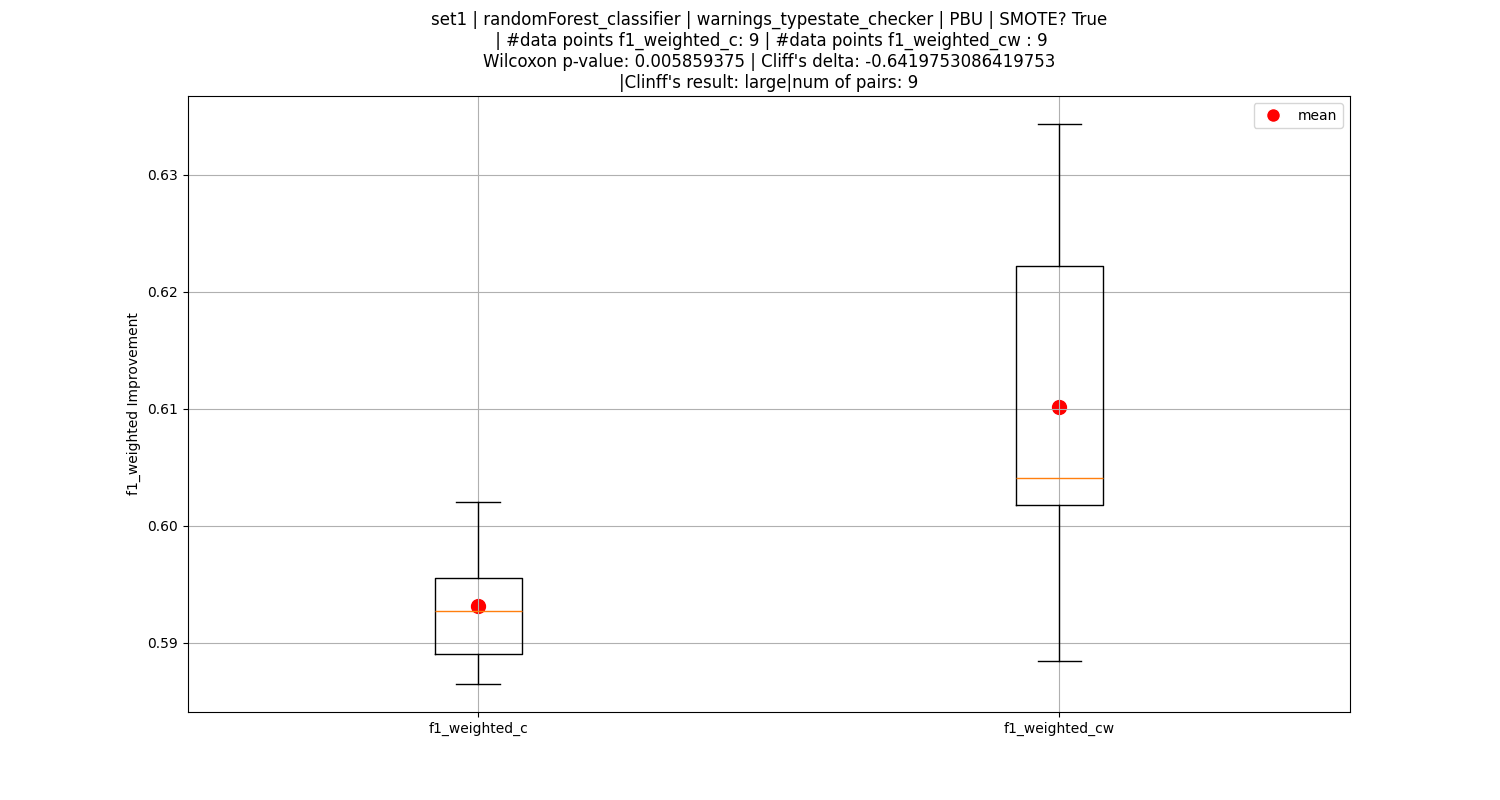 set1 | randomForest_classifier | warnings_typestate_checker | PBU | SMOTE? True
| #data points f1_weighted_c: 9 | #data points f1_weighted_cw : 9
Wilcoxon p-value: 0.005859375 | Cliff's delta: -0.6419753086419753
|Clinff's result: large|num of pairs: 9
mean
0.63
0.62
0.61
0.60
0.59
f1_weighted Improvement
f1_weighted_c
f1_weighted_cw